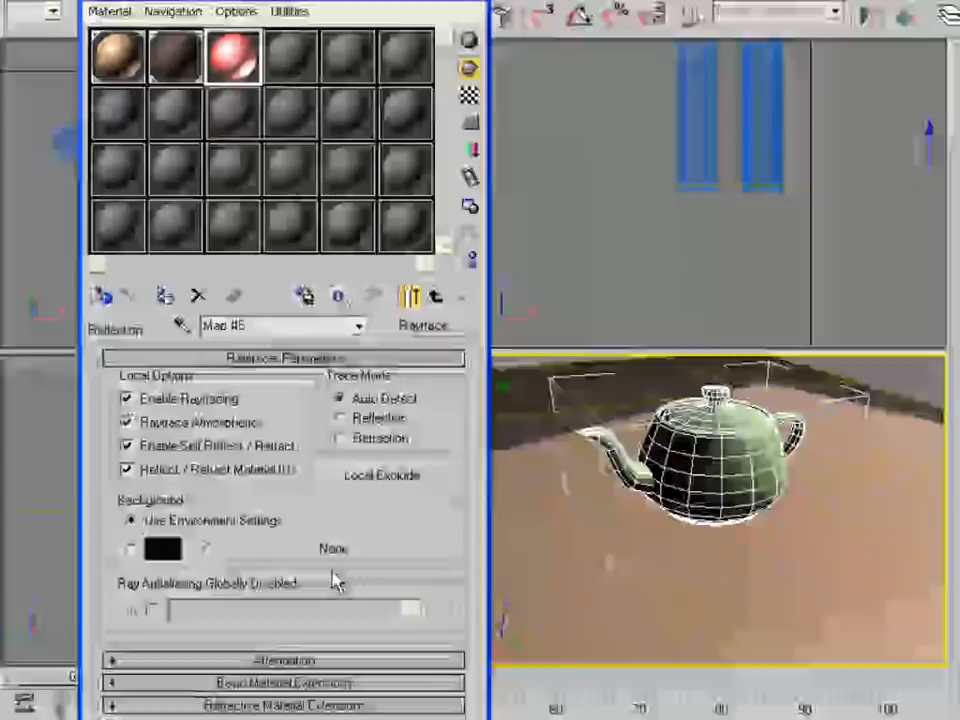 Material Navigation Options Utilities
Reflection: Map #5 Raytrace
Raytracer Parameters
Local Options
Trace Mode
Enable Raytracing
Auto Detect
Raytrace Atmospherics
Reflection
Enable Self Reflect / Refract
Refraction
Reflect / Refract Material IDs
Local Exclude
Background
Use Environment Settings
None
Ray Antialiasing Globally Disabled
Attenuation
Basic Material Extensions
Refractive Material Extensions
60 70 80 90 100